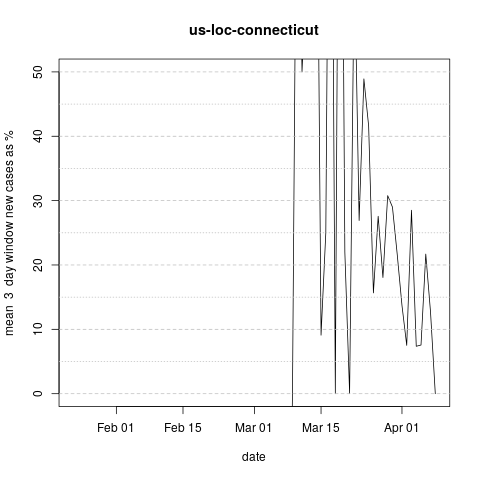 us-loc-connecticut
mean  3  day window new cases as %
50
40
30
20
10
0
Feb 01 Feb 15 Mar 01 Mar 15 Apr 01
date